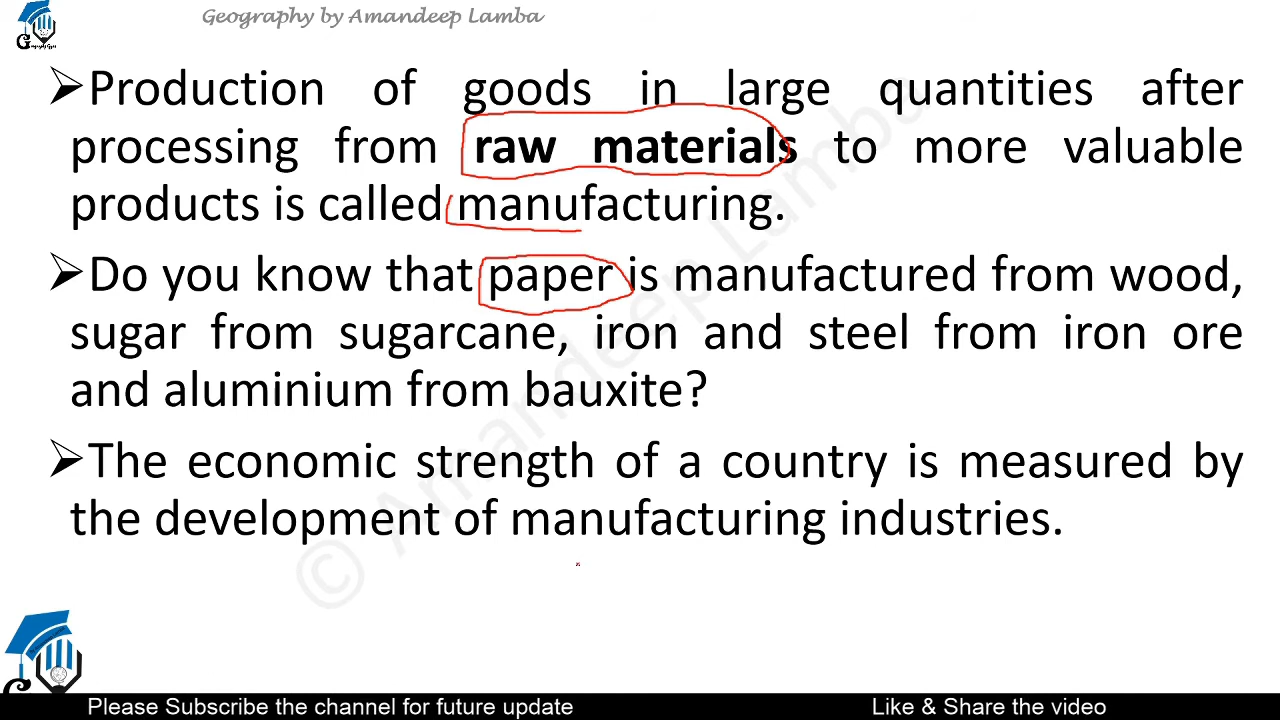 Geography by Amandeep Lamba
➢Production of goods in large quantities after
processing from raw materials to more valuable
products is called manufacturing.
➢Do you know that paper is manufactured from wood,
sugar from sugarcane, iron and steel from iron ore
and aluminium from bauxite?
➢The economic strength of a country is measured by
the development of manufacturing industries.
© Amandeep Lamba
Please Subscribe the channel for future update
Like & Share the video